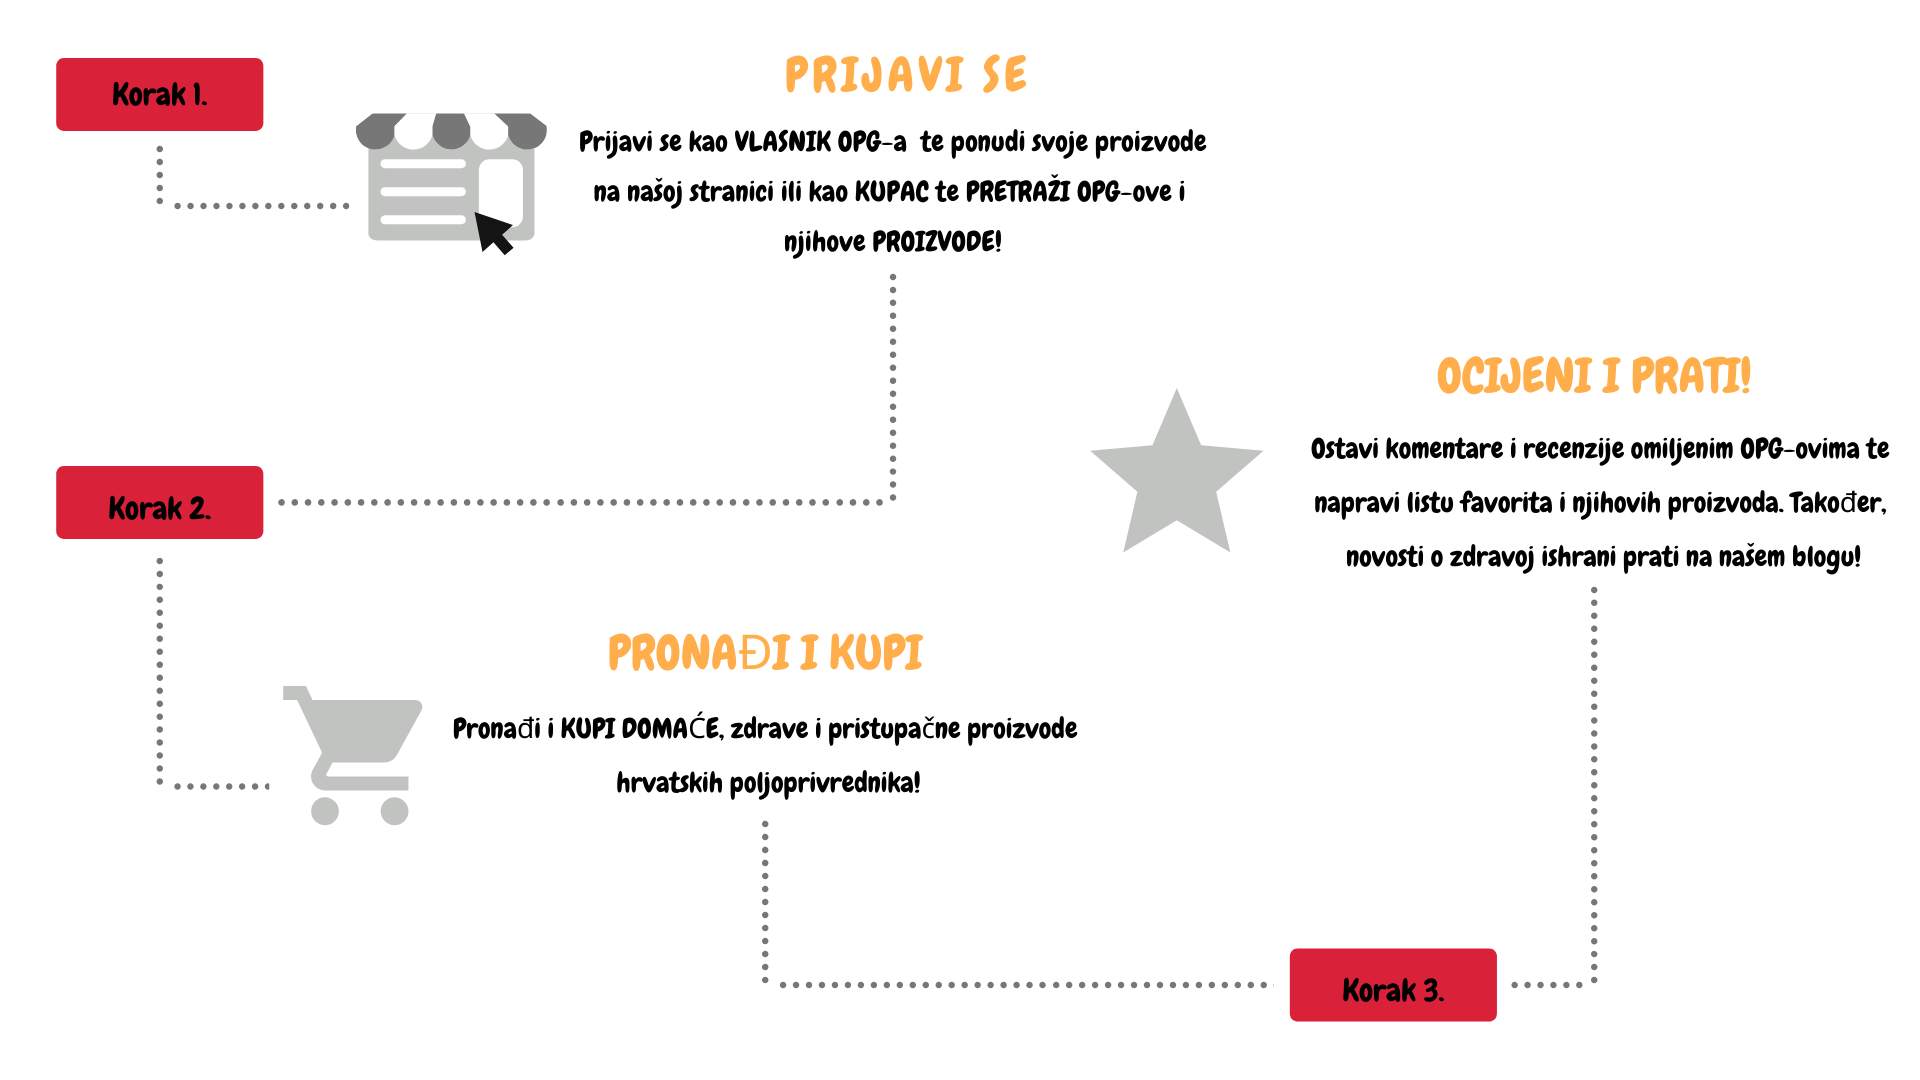 Korak 1.
PRIJAVI SE
Prijavi se kao VLASNIK OPG-a te ponudi svoje proizvode
na našoj stranici ili kao KUPAC te PRETRAŽI OPG-ove i
njihove PROIZVODE!
Korak 2.
PRONAĐI I KUPI
Pronađi i KUPI DOMAĆE, zdrave i pristupačne proizvode
hrvatskih poljoprivrednika!
Korak 3.
OCIJENI I PRATI!
Ostavi komentare i recenzije omiljenim OPG-ovima te
napravi listu favorita i njihovih proizvoda. Također,
novosti o zdravoj ishrani prati na našem blogu!